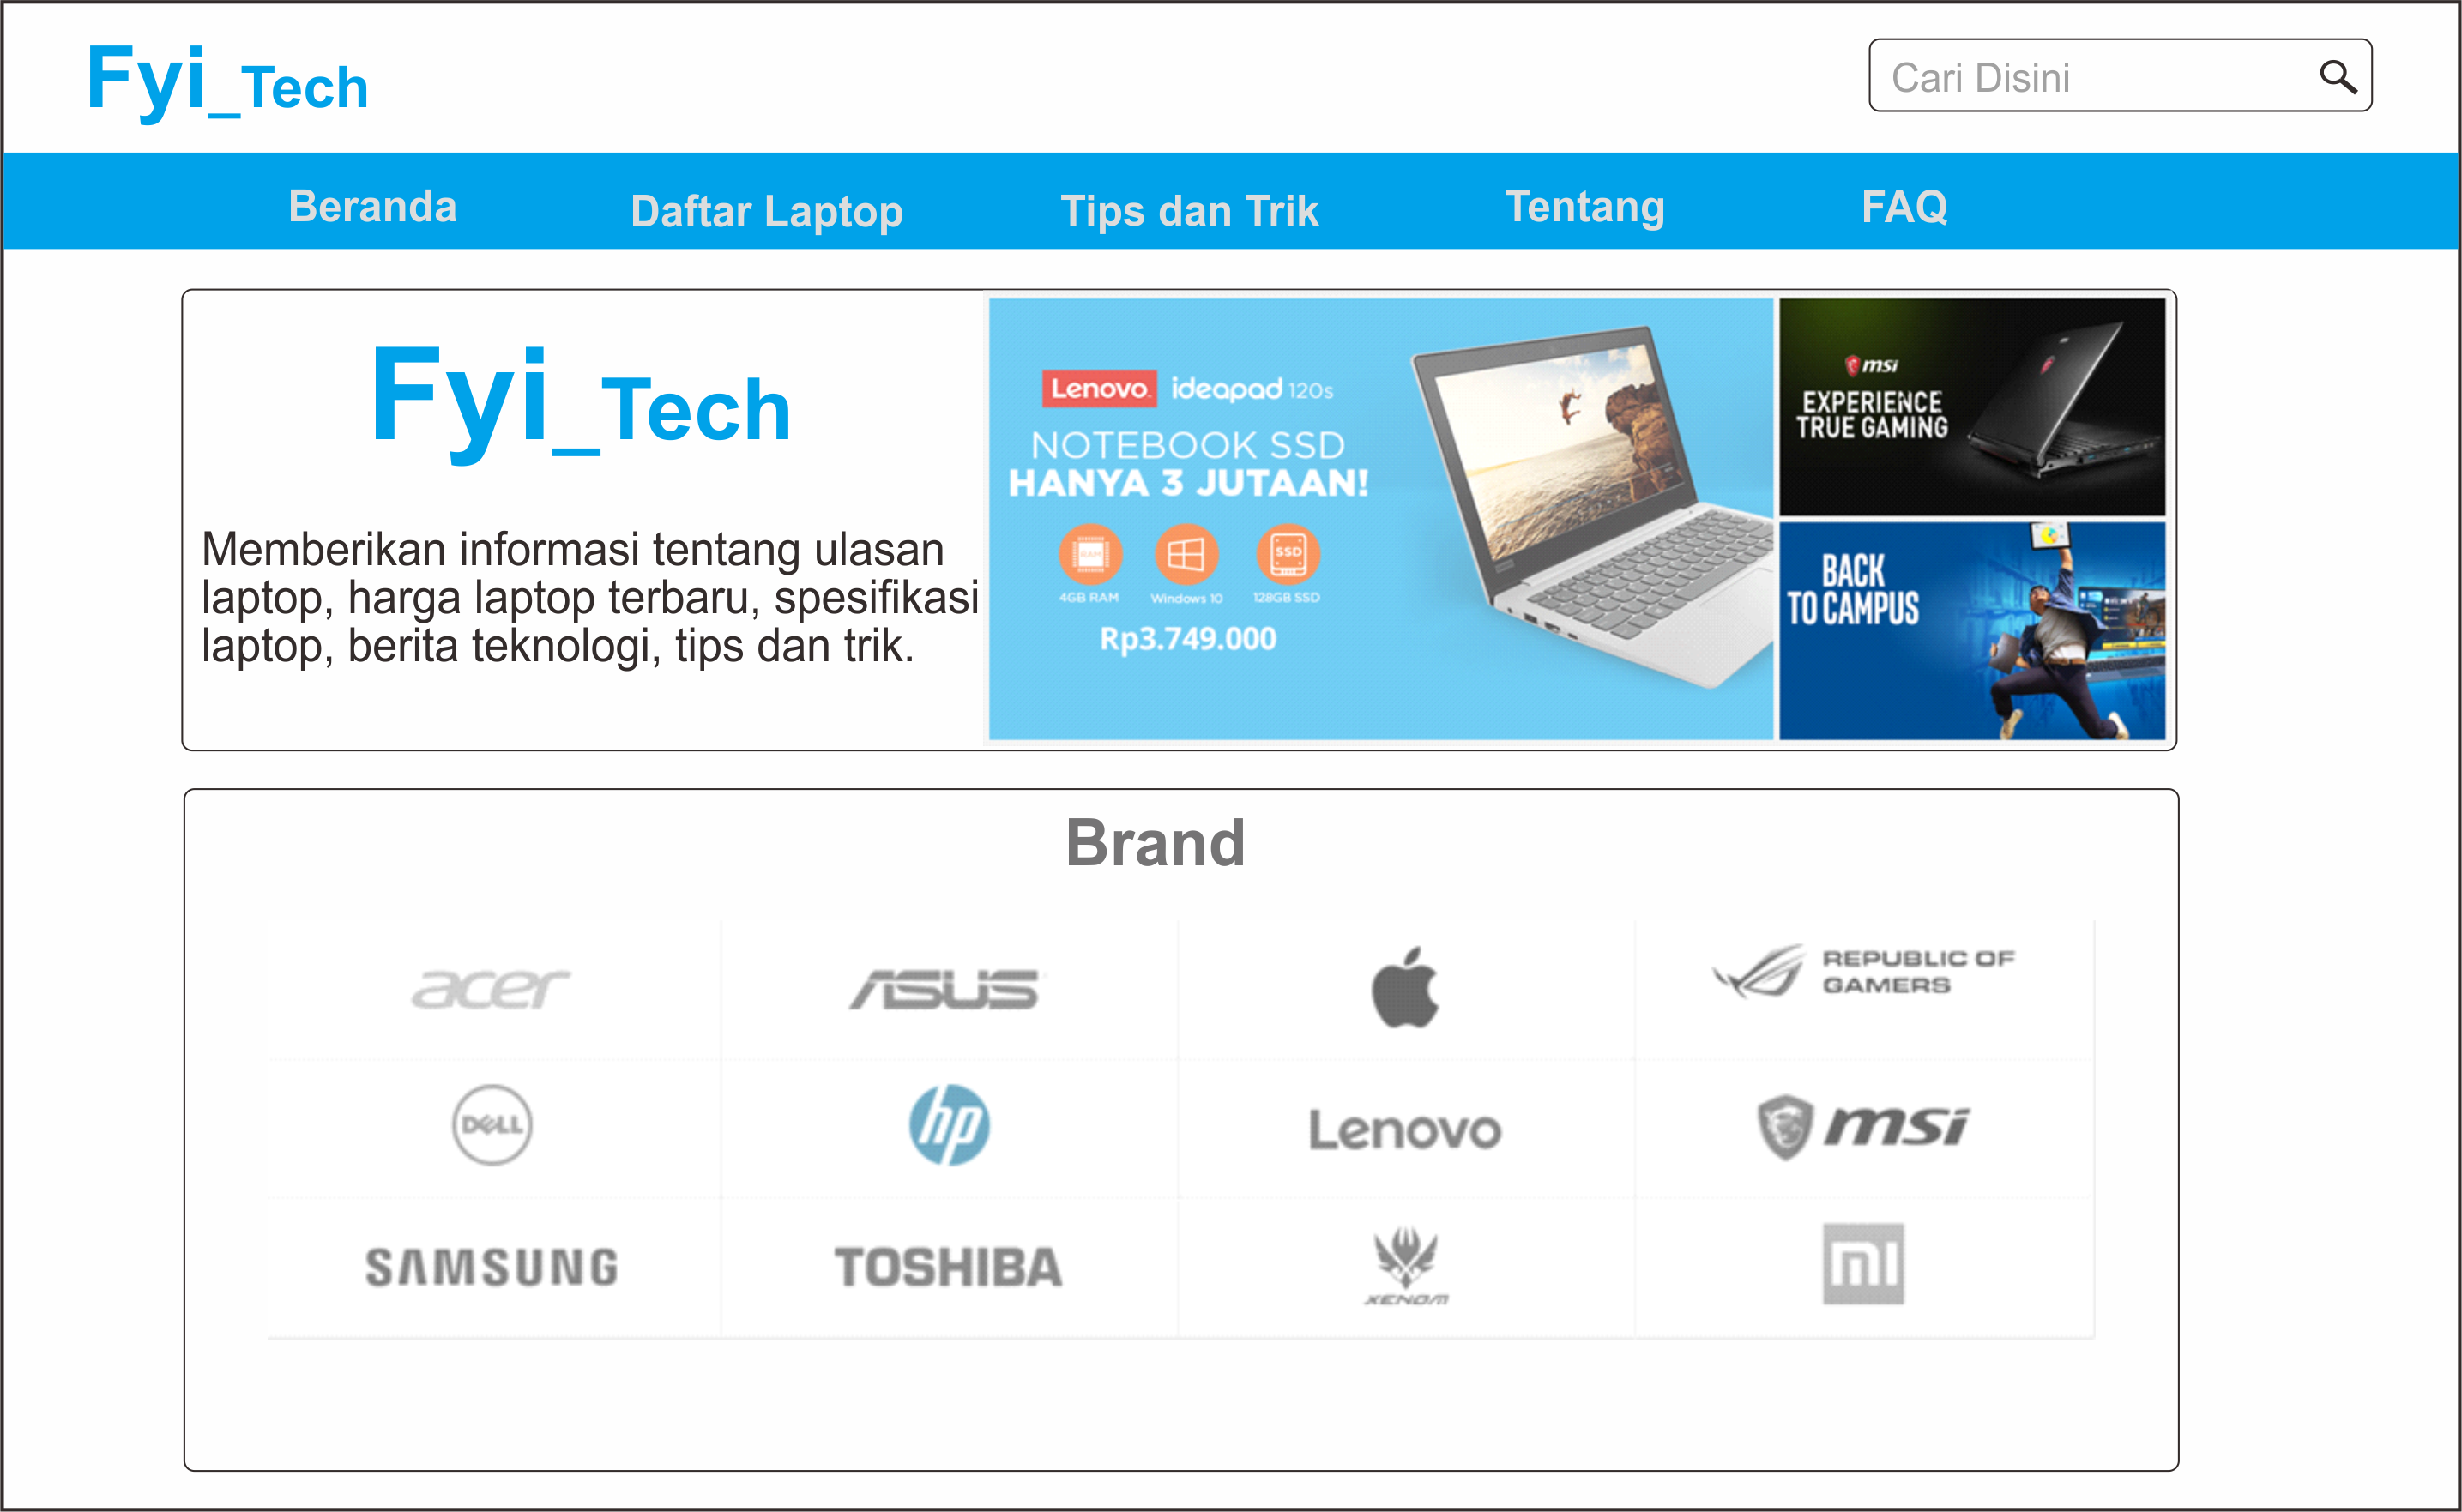 Fyi_Tech
Cari Disini
Beranda
Daftar Laptop
Tips dan Trik
Tentang
FAQ
Fyi_Tech
Memberikan informasi tentang ulasan
laptop, harga laptop terbaru, spesifikasi
laptop, berita teknologi, tips dan trik.
Lenovo ideapad 120s
NOTEBOOK SSD
HANYA 3 JUTAAN!
RAM
SSD
4GB RAM
Windows 10
128GB SSD
Rp3.749.000
msi
EXPERIENCE
TRUE GAMING
BACK
TO CAMPUS
Brand
acer
ASUS
REPUBLIC OF
GAMERS
DELL
hp
Lenovo
msi
SAMSUNG
TOSHIBA
XENOM
mi